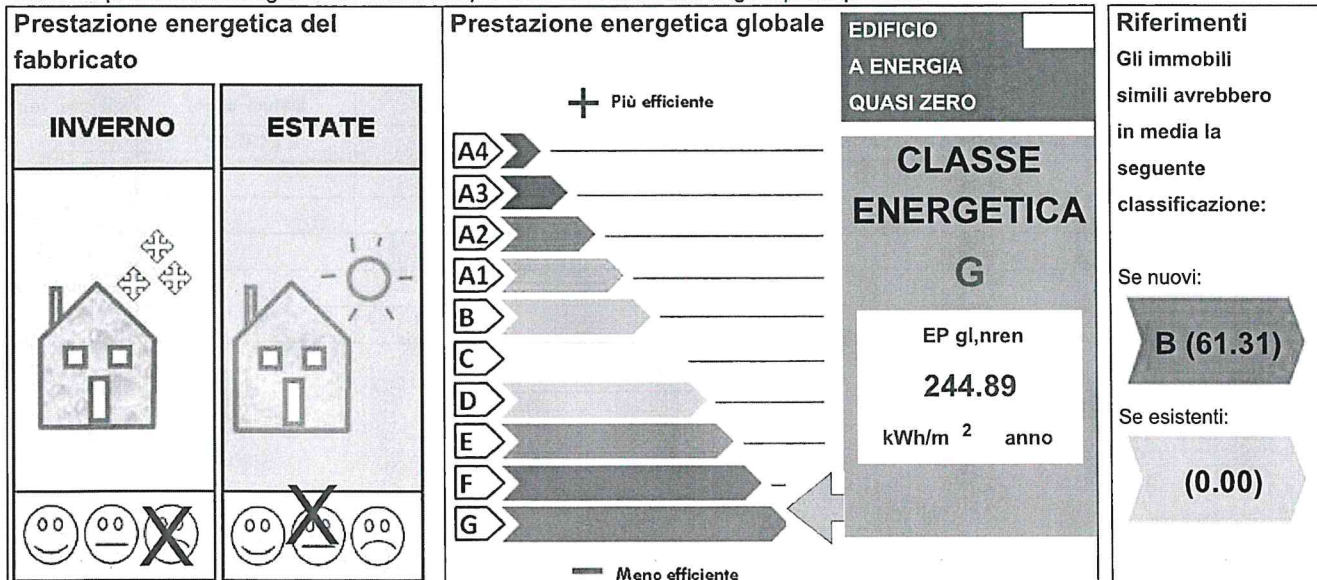 Prestazione energetica del
fabbricato
INVERNO
ESTATE
Prestazione energetica globale
Più efficiente
A4
A3
A2
A1
B
C
D
E
F
G
Meno efficiente
EDIFICIO
A ENERGIA
QUASI ZERO
CLASSE
ENERGETICA
G
EP gl,nren
244.89
kWh/m 2 anno
Riferimenti
Gli immobili
simili avrebbero
in media la
seguente
classificazione:
Se nuovi:
B (61.31)
Se esistenti:
(0.00)